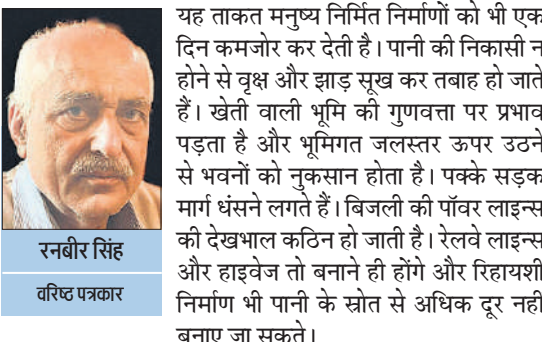 यह ताकत मनुष्य निर्मित निर्माणों को भी एक
दिन कमजोर कर देती है। पानी की निकासी न
होने से वृक्ष और झाड़ सूख कर तबाह हो जाते
हैं। खेती वाली भूमि की गुणवत्ता पर प्रभाव
पड़ता है और भूमिगत जलस्तर ऊपर उठने
से भवनों को नुकसान होता है। पक्के सड़क
मार्ग धंसने लगते हैं। बिजली की पॉवर लाइन्स
की देखभाल कठिन हो जाती है। रेलवे लाइन्स
और हाइवेज तो बनाने ही होंगे और रिहायशी
निर्माण भी पानी के स्रोत से अधिक दूर नहीं
बनाए जा सकते।
रनबीर सिंह
वरिष्ठ पत्रकार